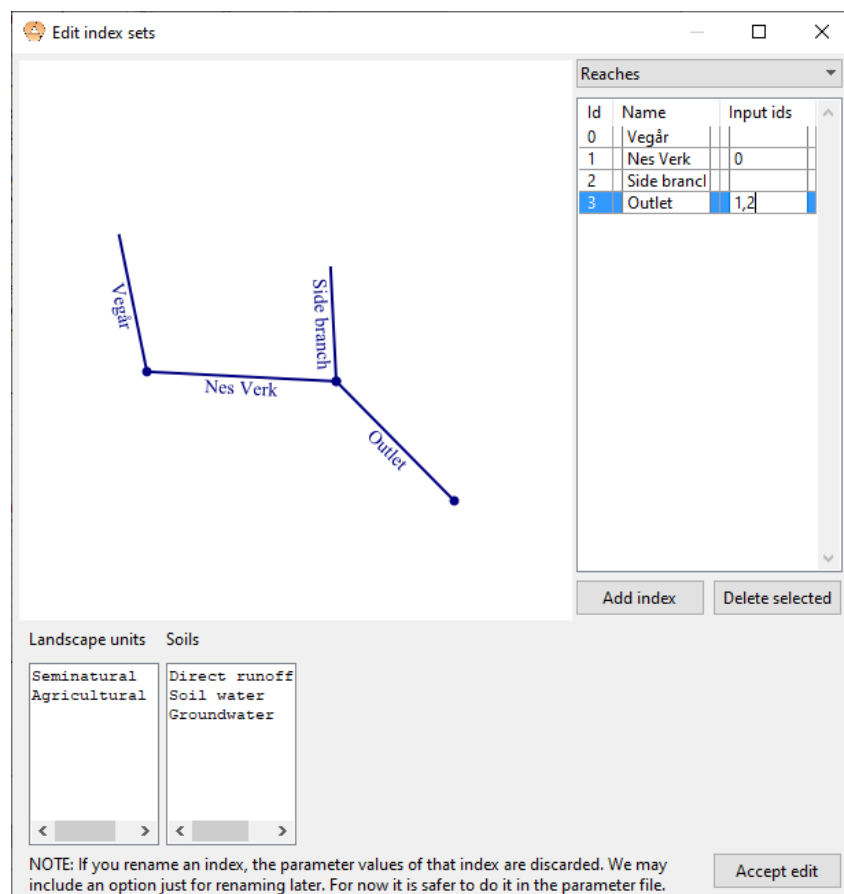 Edit index sets
Reaches
Id Name Input ids
0 Vegår
1 Nes Verk 0
2 Side brancl
3 Outlet 1,2
Vegår
Side branch
Nes Verk
Outlet
Add index Delete selected
Landscape units Soils
Seminatural Direct runoff
Agricultural Soil water
Groundwater
NOTE: If you rename an index, the parameter values of that index are discarded. We may
include an option just for renaming later. For now it is safer to do it in the parameter file.
Accept edit